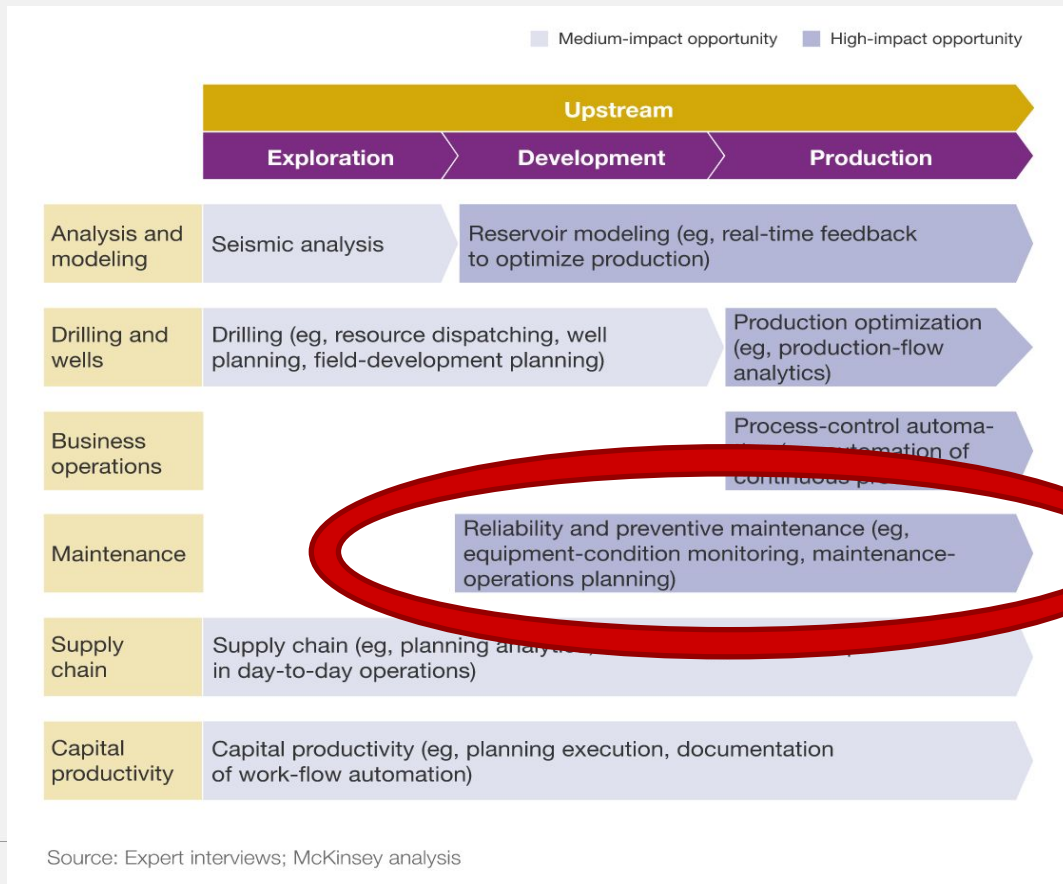 Medium-impact opportunity High-impact opportunity
Upstream
Exploration Development Production
Analysis and
modeling
Seismic analysis
Reservoir modeling (eg, real-time feedback
to optimize production)
Drilling and
wells
Drilling (eg, resource dispatching, well
planning, field-development planning)
Production optimization
(eg, production-flow
analytics)
Business
operations
Process-control automa-
automation of
continuous
Maintenance
Reliability and preventive maintenance (eg,
equipment-condition monitoring, maintenance-
operations planning)
Supply
chain
Supply chain (eg, planning analytics,
in day-to-day operations)
Capital
productivity
Capital productivity (eg, planning execution, documentation
of work-flow automation)
Source: Expert interviews; McKinsey analysis